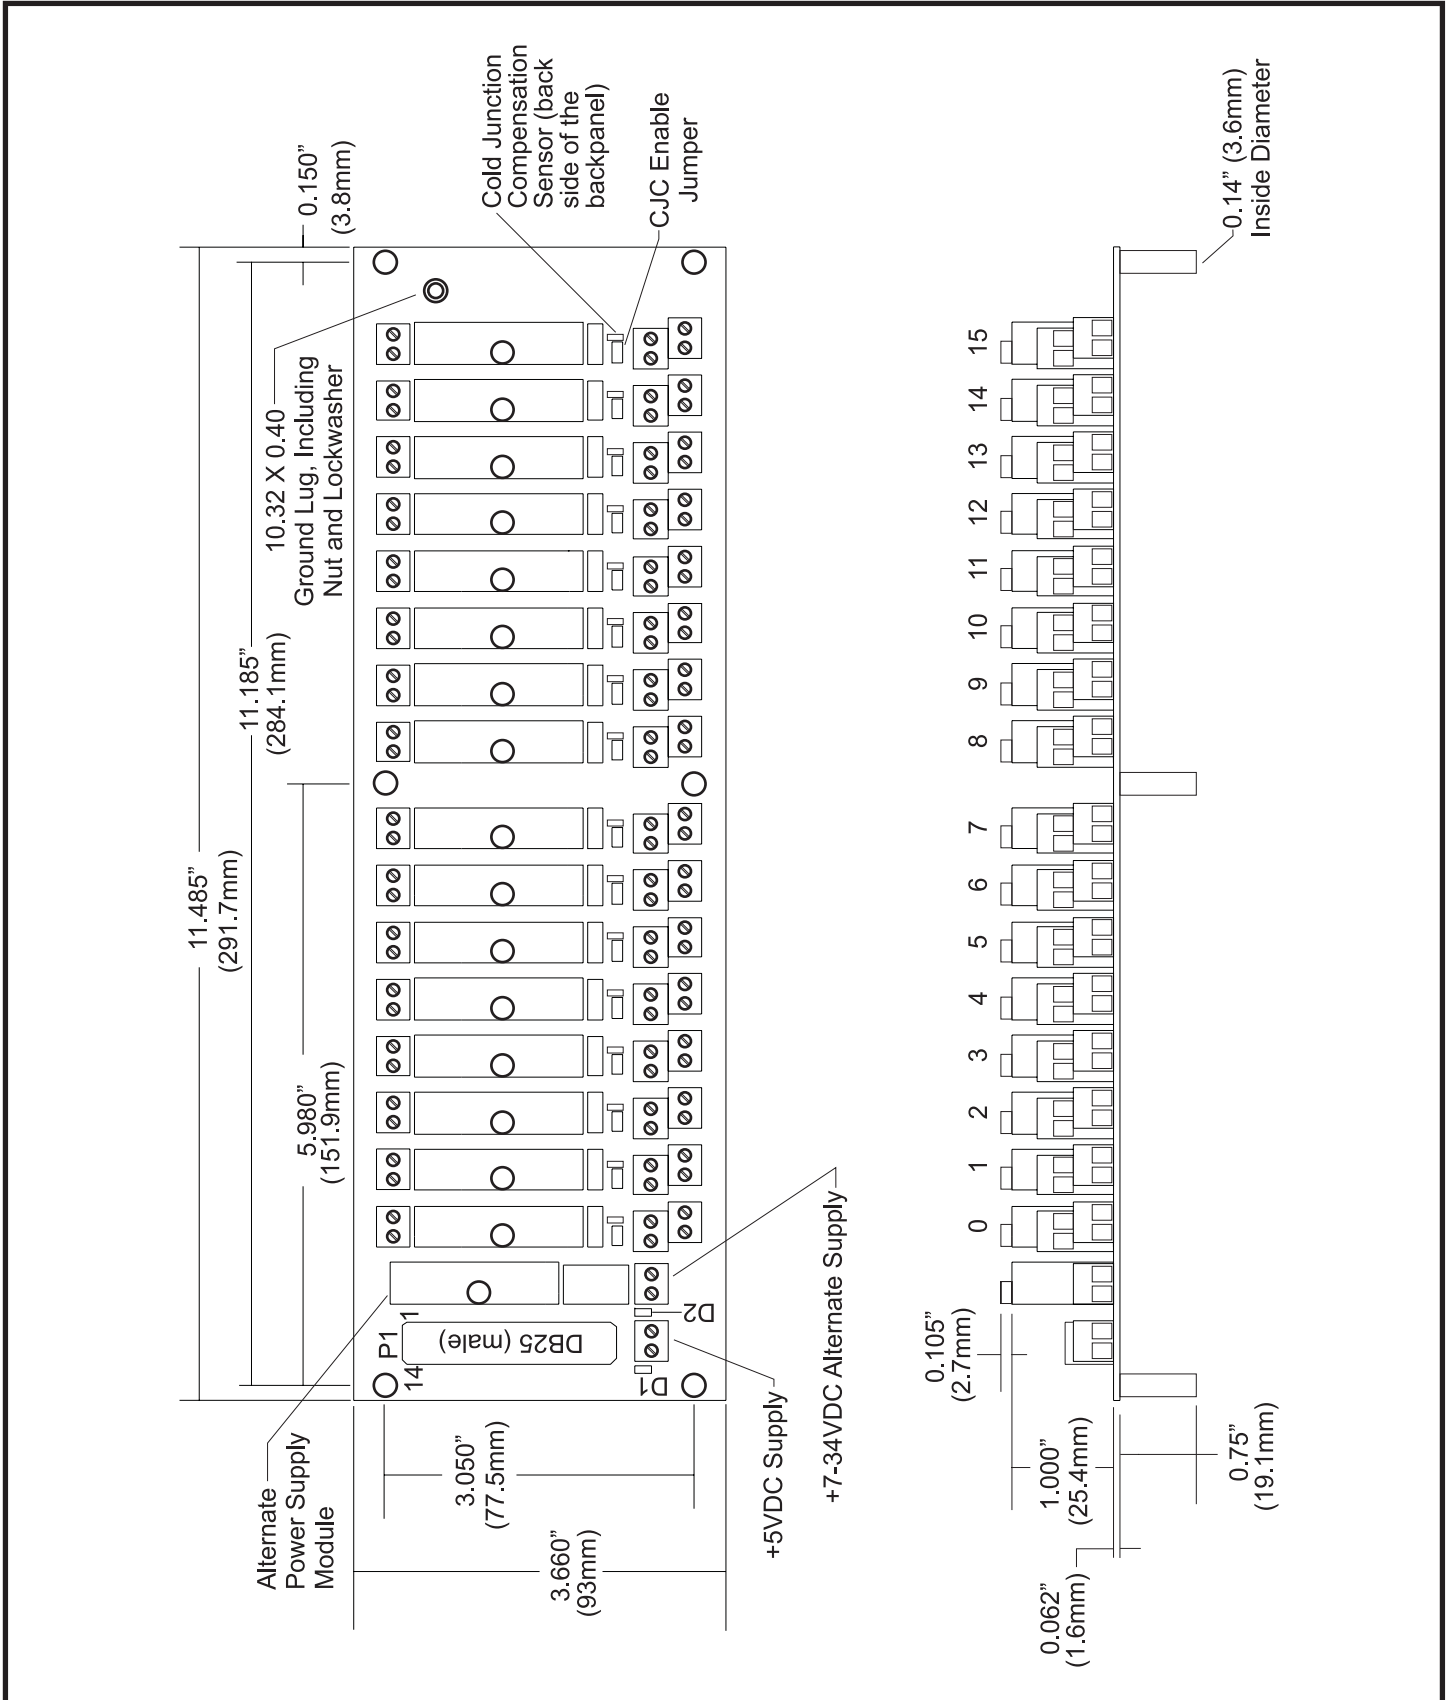 11.485”
(291.7mm)
11.185”
(284.1mm)
5.980”
(151.9mm)
0.150”
(3.8mm)
10.32 X 0.40
Ground Lug, Including
Nut and Lockwasher
Cold Junction
Compensation
Sensor (back
side of the
backpanel)
CJC Enable
Jumper
Alternate
Power Supply
Module
P1
1
14
DB25 (male)
D1
D2
3.050”
(77.5mm)
3.660”
(93mm)
+5VDC Supply
+7-34VDC Alternate Supply
0
1
2
3
4
5
6
7
8
9
10
11
12
13
14
15
0.105”
(2.7mm)
1.000”
(25.4mm)
0.062”
(1.6mm)
0.75”
(19.1mm)
0.14” (3.6mm)
Inside Diameter